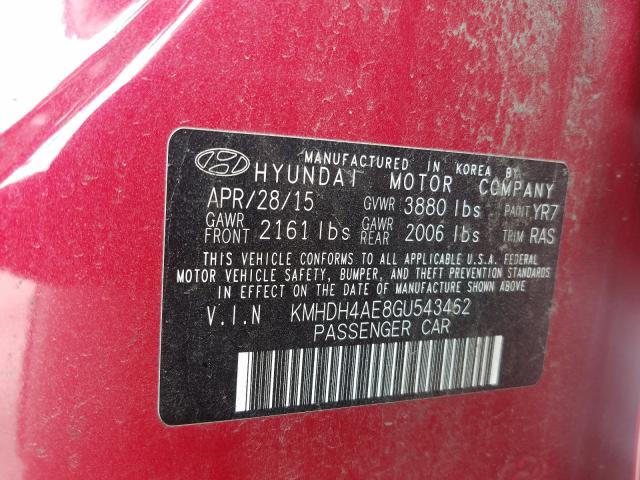 MANUFACTURED IN KOREA BY
HYUNDAI MOTOR COMPANY
APR/28/15 GVWR 3880 lbs PAINT YR7
GAWR FRONT 2161 lbs GAWR REAR 2006 lbs TRIM RAS
THIS VEHICLE CONFORMS TO ALL APPLICABLE U.S.A. FEDERAL
MOTOR VEHICLE SAFETY, BUMPER, AND THEFT PREVENTION STANDARDS
IN EFFECT ON THE DATE OF MANUFACTURE SHOWN ABOVE.
V.I.N KMHDH4AE8GU543462
PASSENGER CAR